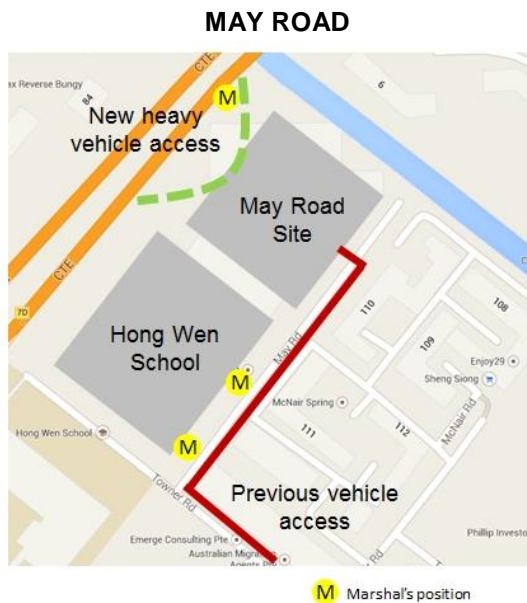 MAY ROAD
CTE
ax Reverse Bungy
8A
M
6
New heavy
vehicle access
May Road
Site
CTE
7D
110
108
Hong Wen
School
May Rd
109
Enjoy29
Sheng Siong
M
McNair Spring
McNair Rd
111
112
Hong Wen School
M
Towner Rd
Previous vehicle
access
Emerge Consulting Pte
Australian Migration
Agents Pte
Rd
Phillip Investo
M Marshal's position